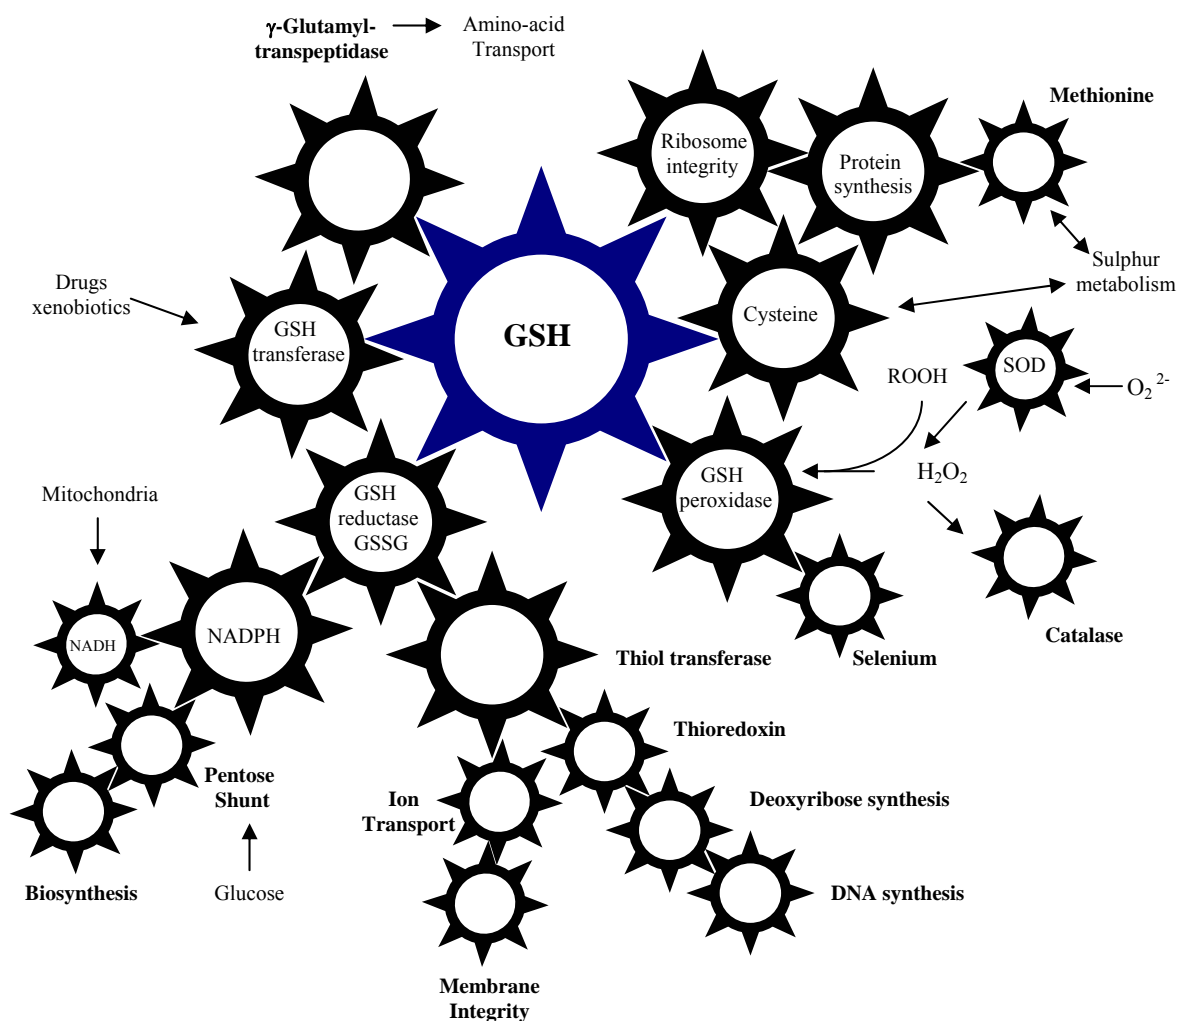 γ-Glutamyl-
transpeptidase
Amino-acid
Transport
Methionine
Ribosome
integrity
Protein
synthesis
Sulphur
metabolism
Drugs
xenobiotics
GSH
transferase
GSH
Cysteine
ROOH
SOD
O₂ ²⁻
H₂O₂
GSH
peroxidase
Mitochondria
GSH
reductase
GSSG
NADH
NADPH
Thiol transferase
Selenium
Catalase
Thioredoxin
Pentose
Shunt
Ion
Transport
Deoxyribose synthesis
Biosynthesis
Glucose
DNA synthesis
Membrane
Integrity